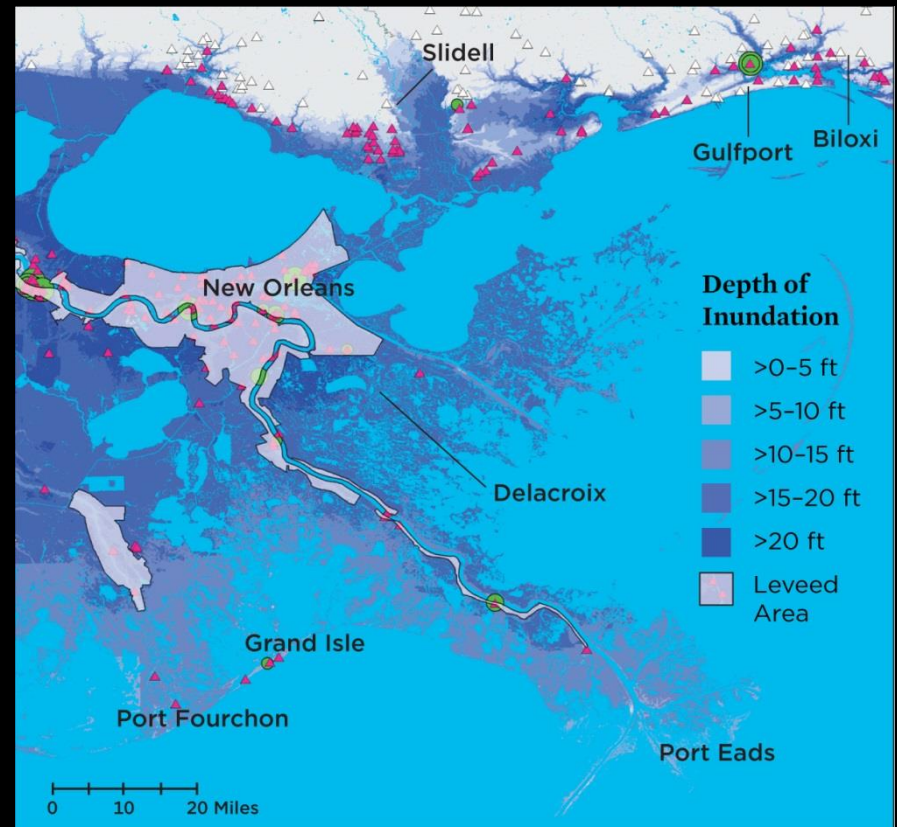 Slidell
Gulfport
Biloxi
New Orleans
Depth of
Inundation
>0–5 ft
>5–10 ft
>10–15 ft
>15–20 ft
>20 ft
Leveed
Area
Delacroix
Grand Isle
Port Fourchon
Port Eads
0 10 20 Miles